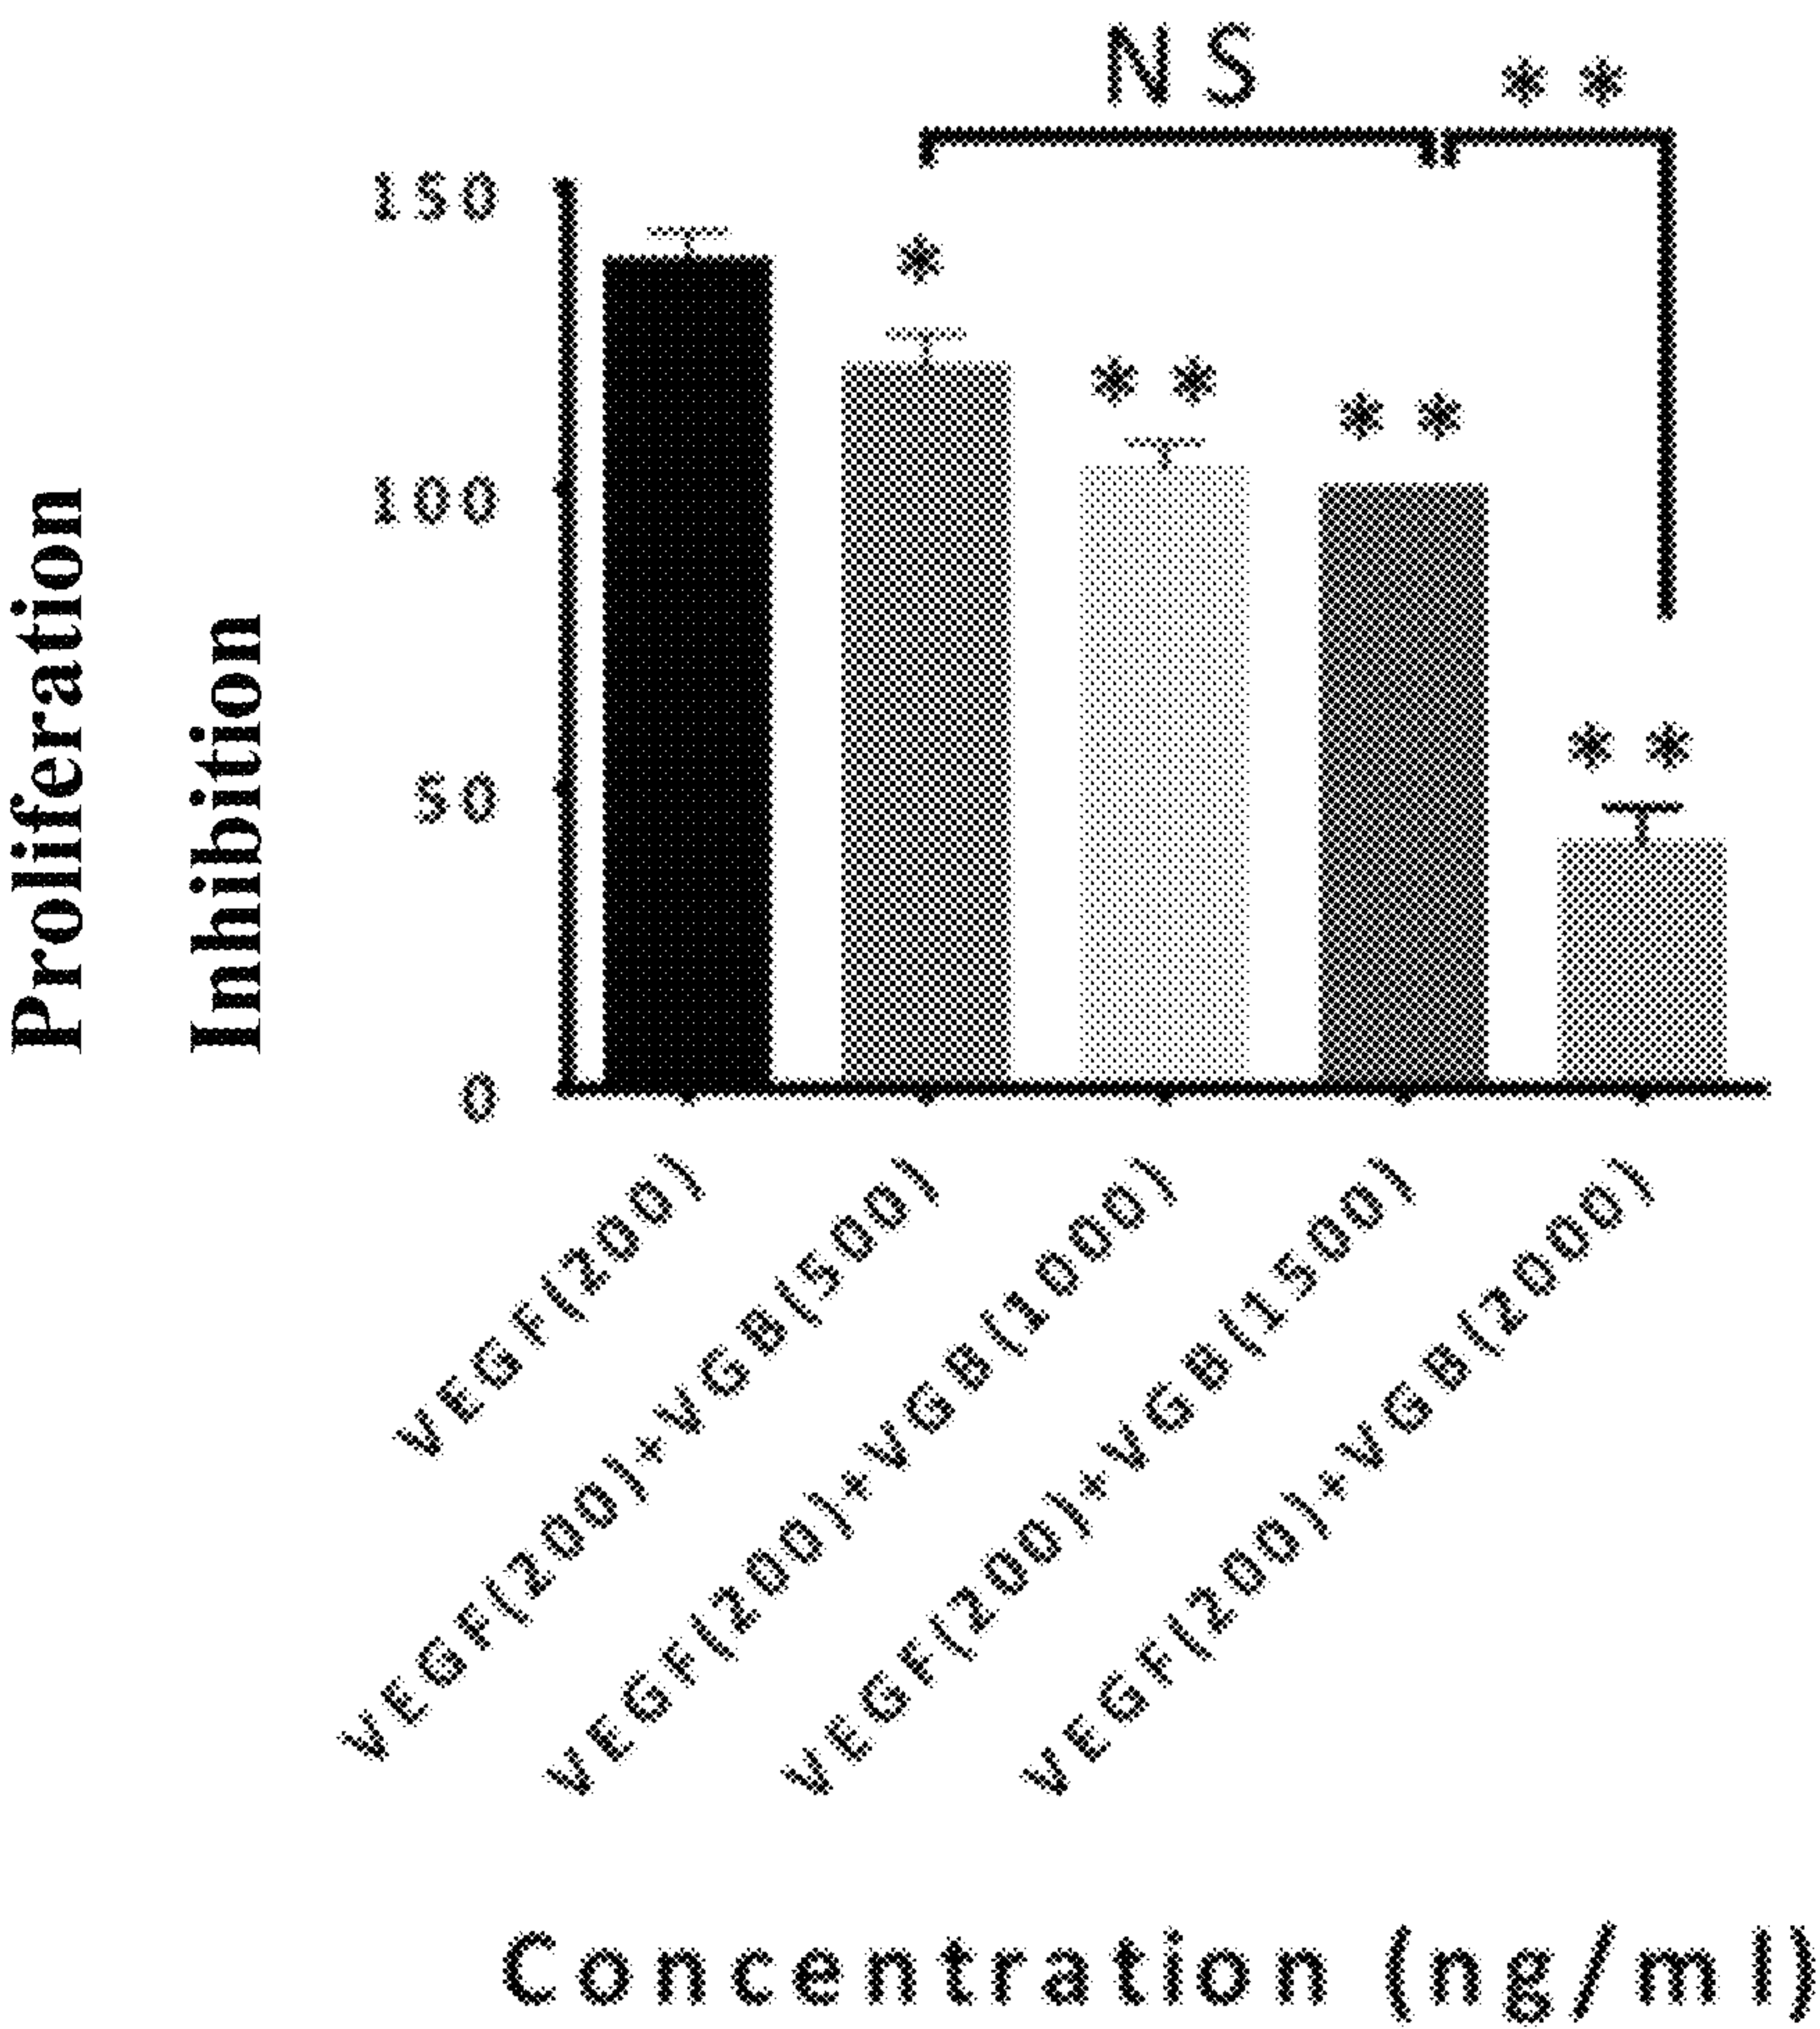 NS
**
150
*
**
**
100
50
**
0
Proliferation
Inhibition
VEGF(200)
VEGF(200)+VGB(500)
VEGF(200)+VGB(1000)
VEGF(200)+VGB(1500)
VEGF(200)+VGB(2000)
Concentration (ng/ml)